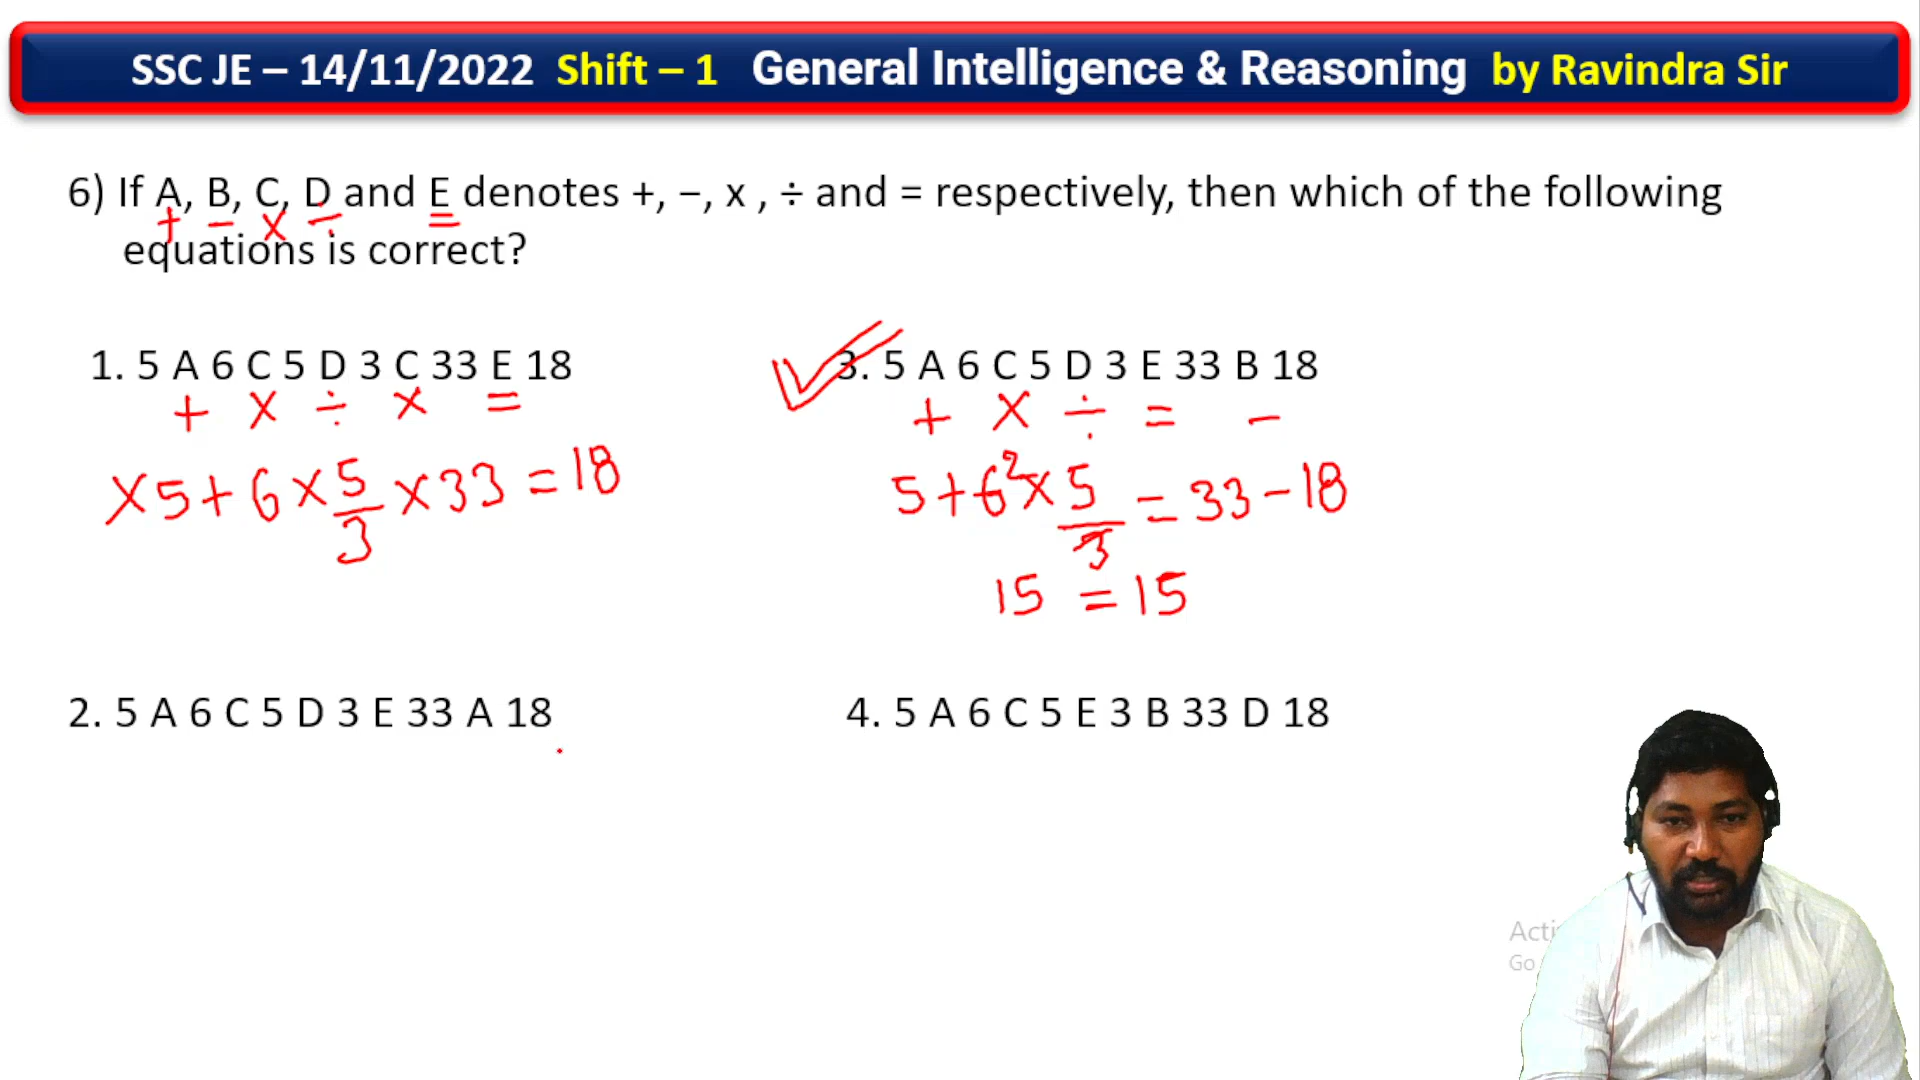 SSC JE – 14/11/2022 Shift – 1 General Intelligence & Reasoning by Ravindra Sir
6) If A, B, C, D and E denotes +, −, x , ÷ and = respectively, then which of the following
+ − × ÷ =
equations is correct?
1. 5 A 6 C 5 D 3 C 33 E 18
+ × ÷ × =
× 5 + 6 × 5/3 × 33 = 18
3. 5 A 6 C 5 D 3 E 33 B 18
+ × ÷ = −
5 + 6² × 5/3 = 33 − 18
15 = 15
2. 5 A 6 C 5 D 3 E 33 A 18
4. 5 A 6 C 5 E 3 B 33 D 18
Acti
Go